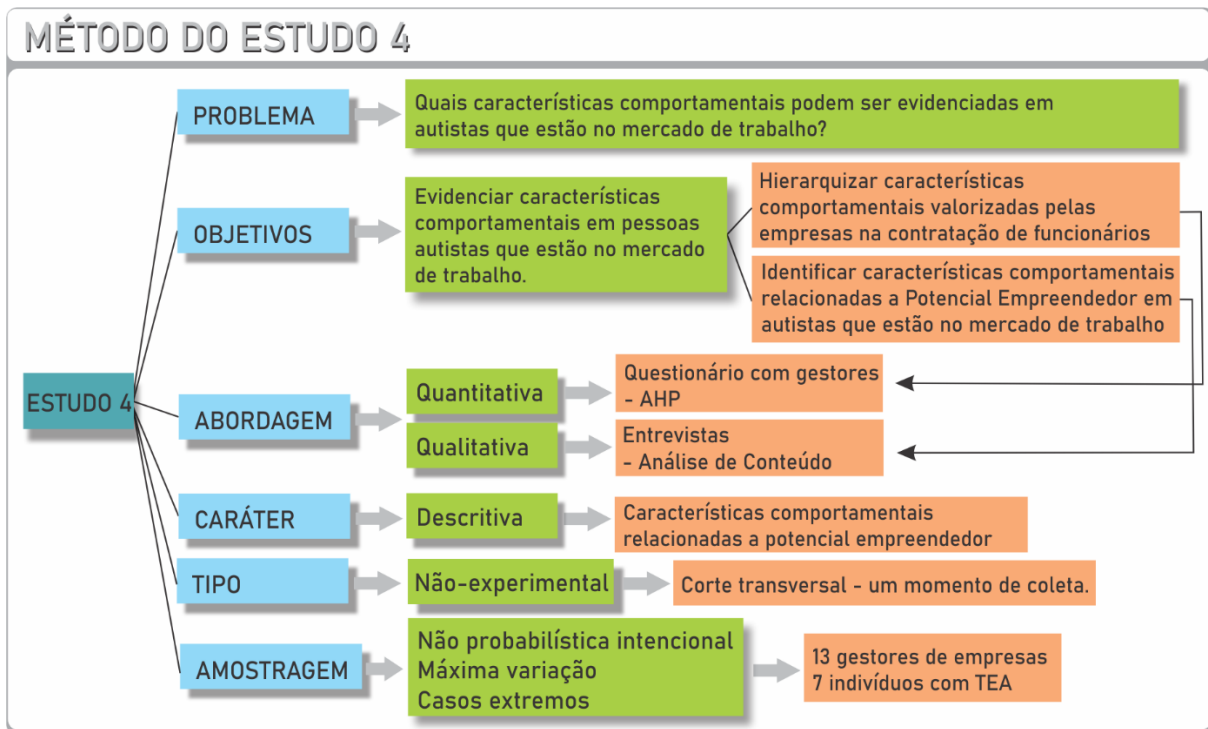 MÉTODO DO ESTUDO 4
PROBLEMA
Quais características comportamentais podem ser evidenciadas em
autistas que estão no mercado de trabalho?
OBJETIVOS
Evidenciar características
comportamentais em pessoas
autistas que estão no mercado
de trabalho.
Hierarquizar características
comportamentais valorizadas pelas
empresas na contratação de funcionários
Identificar características comportamentais
relacionadas a Potencial Empreendedor em
autistas que estão no mercado de trabalho
ESTUDO 4
ABORDAGEM
Quantitativa
Questionário com gestores
- AHP
Qualitativa
Entrevistas
- Análise de Conteúdo
CARÁTER
Descritiva
Características comportamentais
relacionadas a potencial empreendedor
TIPO
Não-experimental
Corte transversal - um momento de coleta.
AMOSTRAGEM
Não probabilística intencional
Máxima variação
Casos extremos
13 gestores de empresas
7 indivíduos com TEA